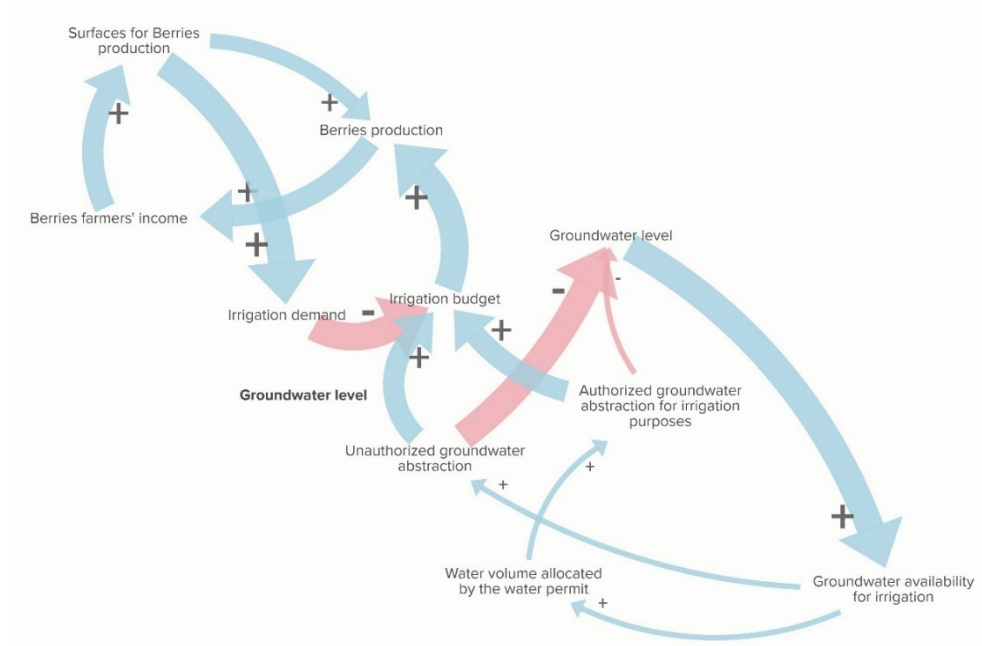 Surfaces for Berries
production
+
+
Berries production
+
+
Berries farmers' income
+
Groundwater level
-
-
Irrigation demand
-
Irrigation budget
+
+
Groundwater level
Authorized groundwater
abstraction for irrigation
purposes
Unauthorized groundwater
abstraction
+
+
+
Water volume allocated
by the water permit
+
Groundwater availability
for irrigation
+